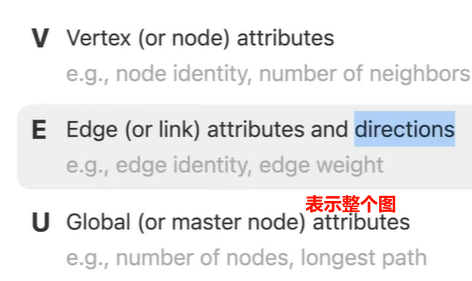 V Vertex (or node) attributes
e.g., node identity, number of neighbors
E Edge (or link) attributes and directions
e.g., edge identity, edge weight
表示整个图
U Global (or master node) attributes
e.g., number of nodes, longest path